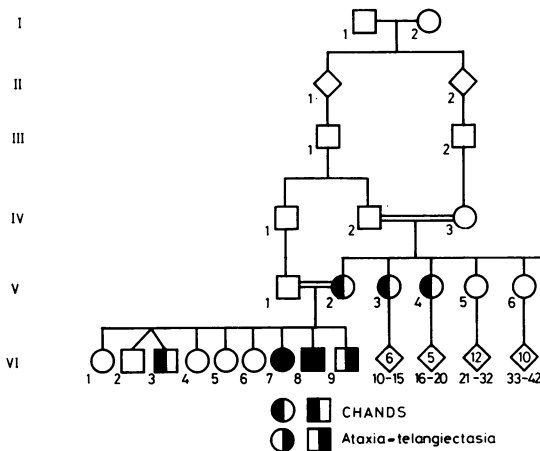 I
1 2
II
1 2
III
1 2
IV
1 2 3
V
1 2 3 4 5 6
VI
6 5 12 10
1 2 3 4 5 6 7 8 9 10-15 16-20 21-32 33-42
CHANDS
Ataxia-telangiectasia